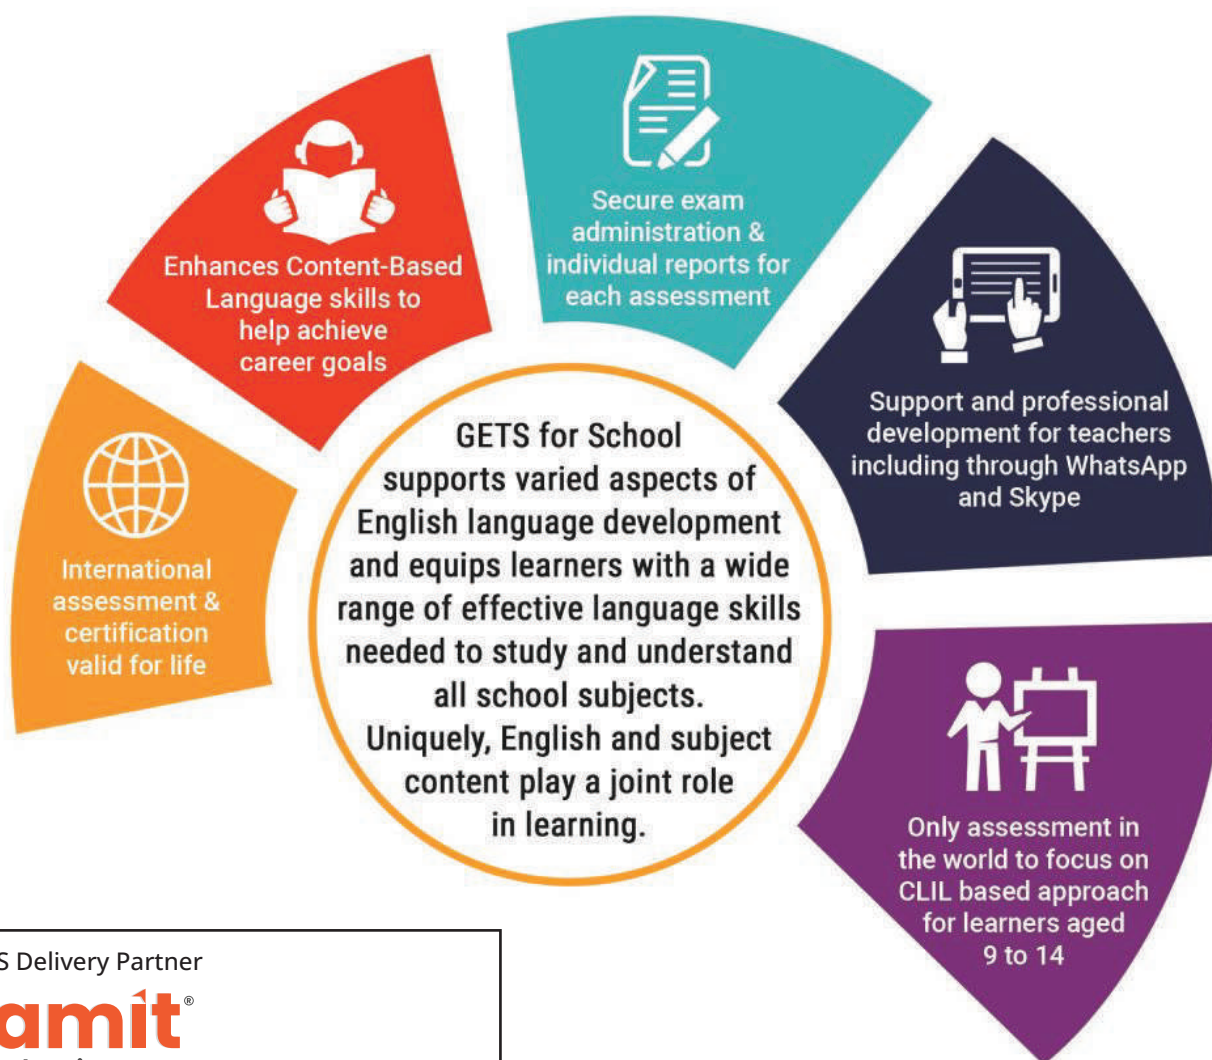 International
assessment &
certification
valid for life
Enhances Content-Based
Language skills to
help achieve
career goals
Secure exam
administration &
individual reports for
each assessment
Support and professional
development for teachers
including through WhatsApp
and Skype
Only assessment in
the world to focus on
CLIL based approach
for learners aged
9 to 14
GETS for School
supports varied aspects of
English language development
and equips learners with a wide
range of effective language skills
needed to study and understand
all school subjects.
Uniquely, English and subject
content play a joint role
in learning.
S Delivery Partner
amit®